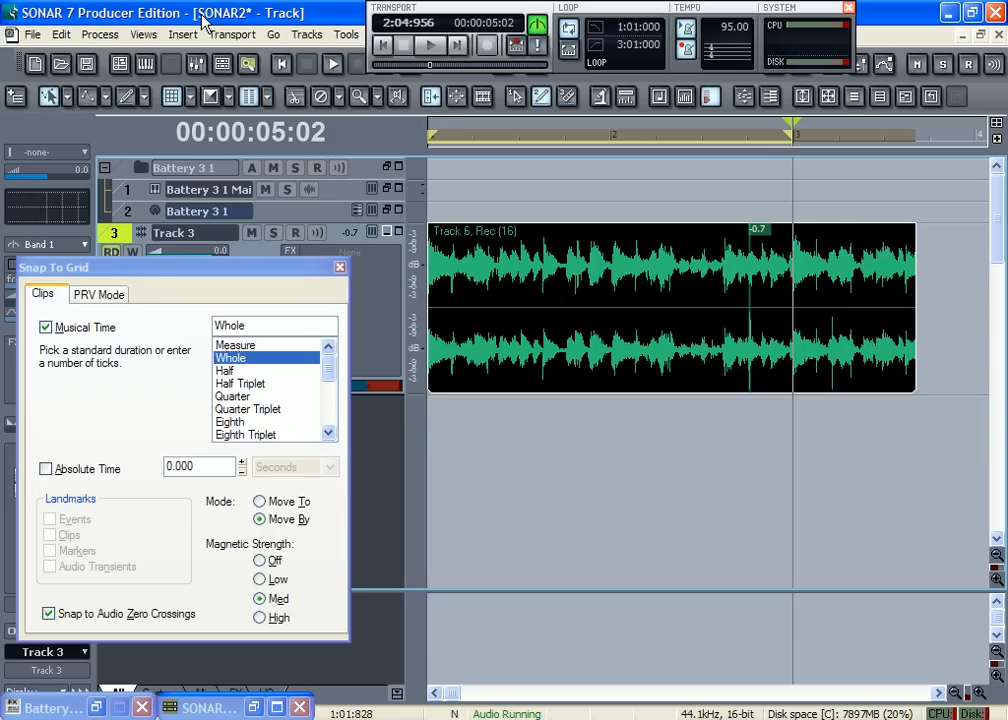 SONAR 7 Producer Edition - [SONAR2* - Track]
File Edit Process Views Insert Transport Go Tracks Tools
TRANSPORT
2:04:956 00:00:05:02
LOOP
1:01:000
3:01:000
LOOP
TEMPO
95.00
SYSTEM
CPU
DISK
M S R
00:00:05:02
2 3 4
-none-
0.0
Band 1
Battery 3 1 A M S R
1 Battery 3 1 Mai M S
2 Battery 3 1
3 Track 3 M S R -0.7
RD 0.0 FX None
Track 6, Rec (16) -0.7
dB
dB
Snap To Grid
Clips PRV Mode
Musical Time
Pick a standard duration or enter
a number of ticks.
Whole
Measure
Whole
Half
Half Triplet
Quarter
Quarter Triplet
Eighth
Eighth Triplet
Absolute Time 0.000 Seconds
Landmarks
Events
Clips
Markers
Audio Transients
Mode: Move To
Move By
Magnetic Strength:
Off
Low
Med
High
Snap to Audio Zero Crossings
Track 3
Track 3
Battery... SONAR...
1:01:828 N Audio Running 44.1kHz, 16-bit Disk space [C:] 7897MB (20%) CPU: Disk: